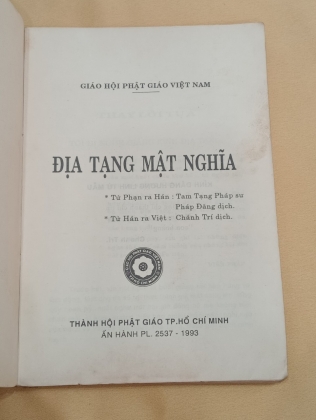 GIÁO HỘI PHẬT GIÁO VIỆT NAM
ĐỊA TẠNG MẬT NGHĨA
* Từ Phạn ra Hán : Tam Tạng Pháp sư
Pháp Đăng dịch.
* Từ Hán ra Việt : Chánh Trí dịch.
THÀNH HỘI PHẬT GIÁO TP.HỒ CHÍ MINH
ẤN HÀNH PL. 2537 - 1993